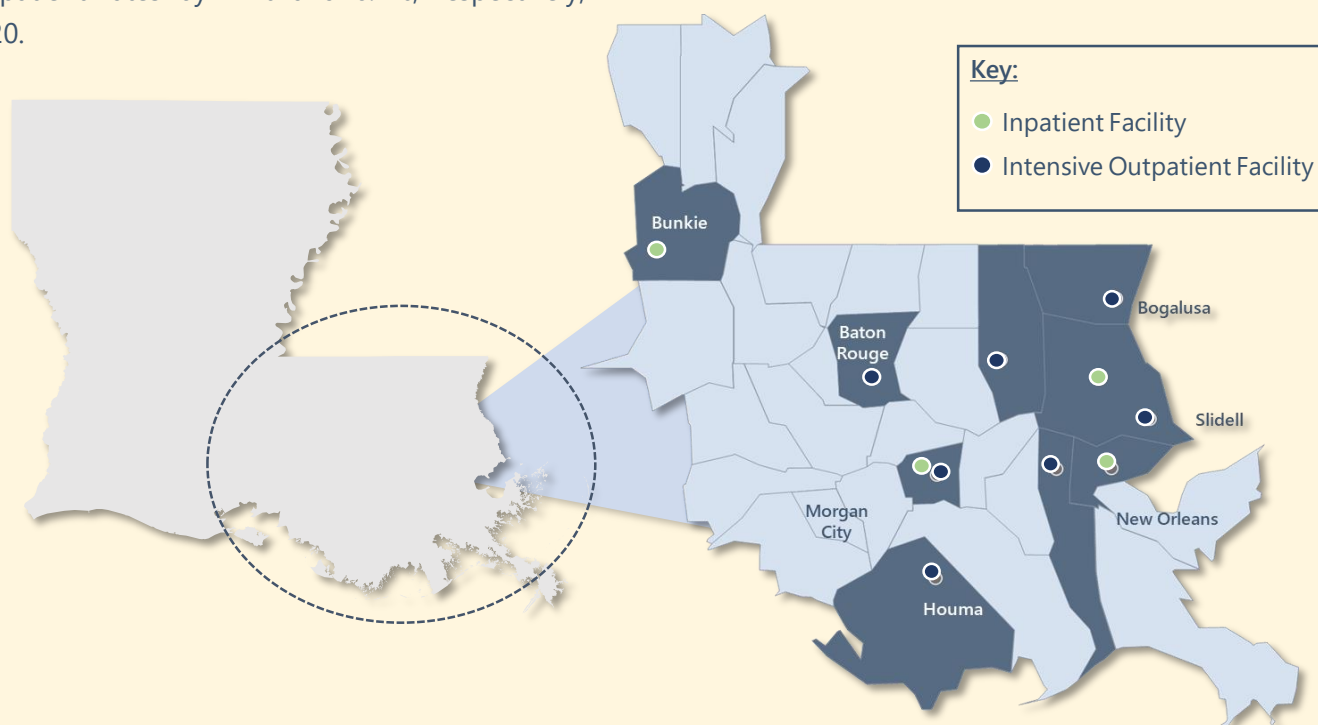 20.
Key:
Inpatient Facility
Intensive Outpatient Facility
Bunkie
Bogalusa
Baton
Rouge
Slidell
Morgan
City
New Orleans
Houma